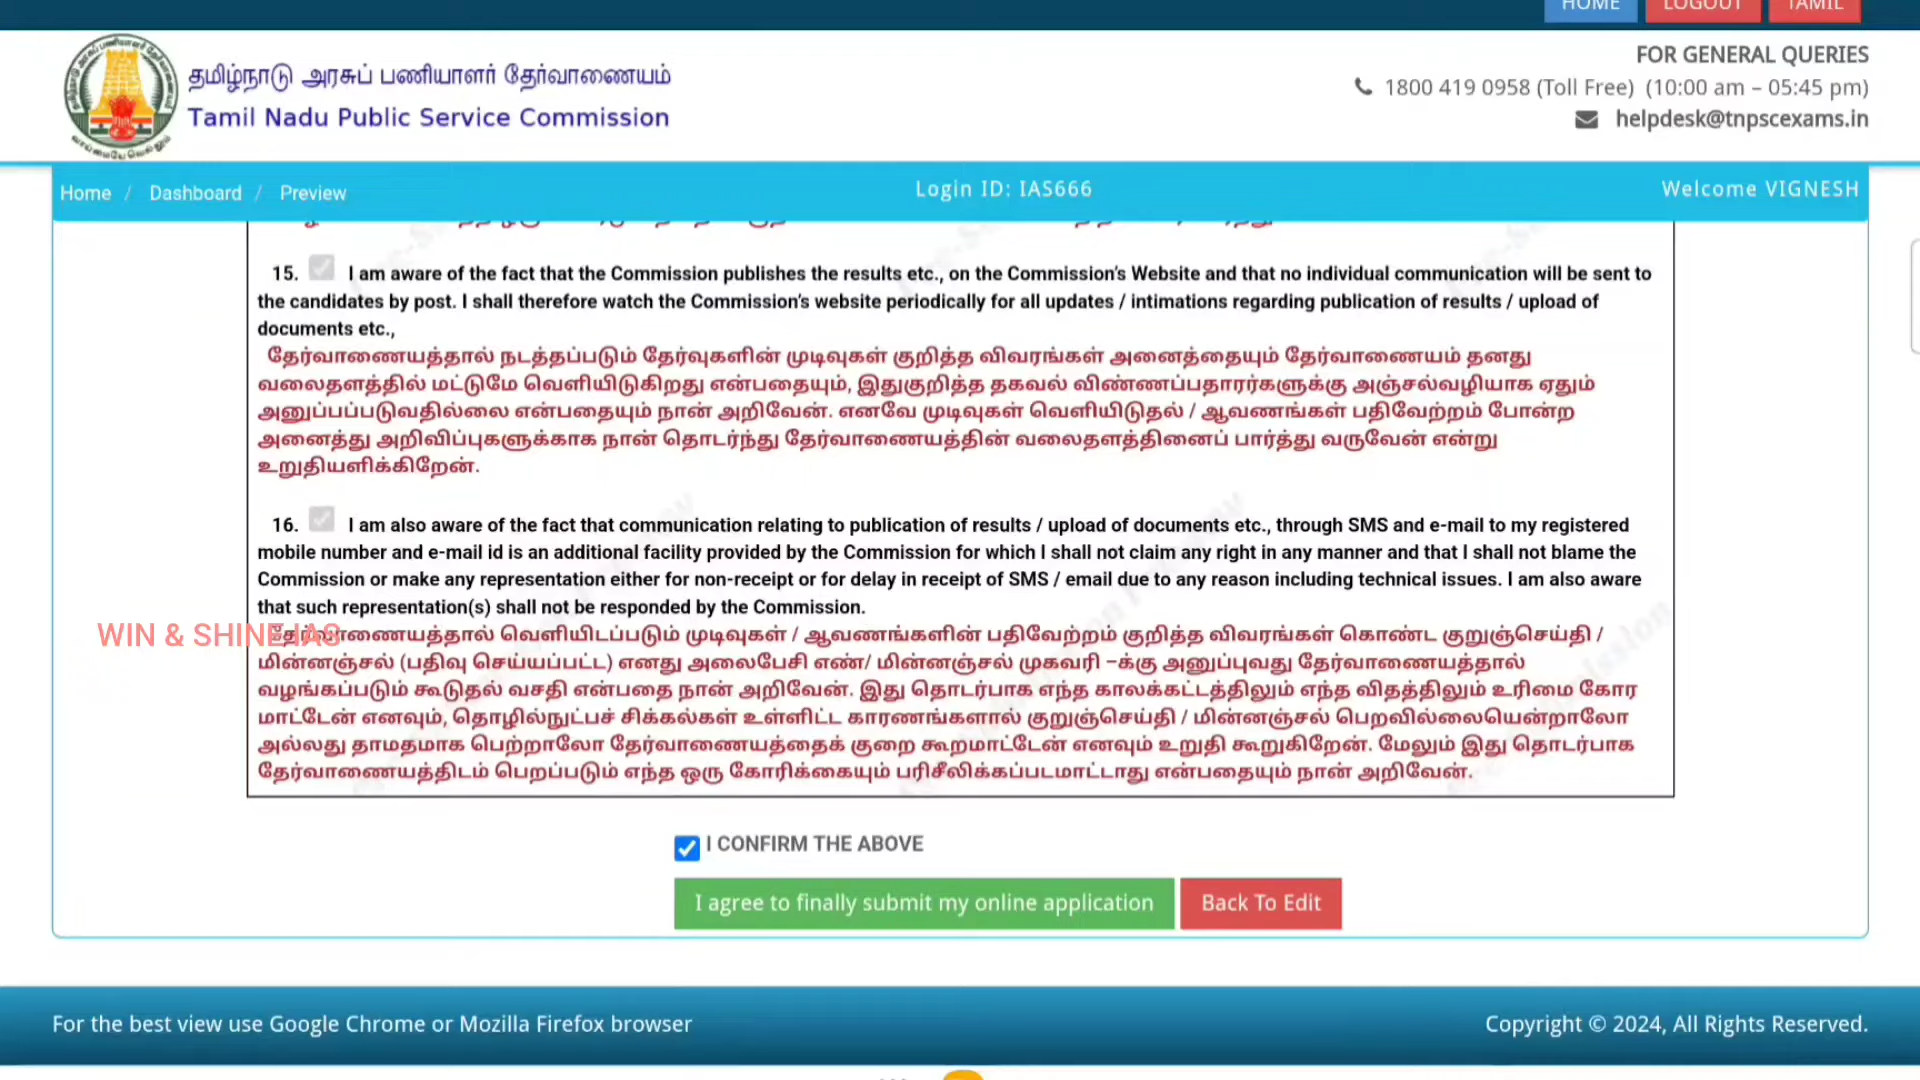 HOME LOGOUT TAMIL
தமிழ்நாடு அரசுப் பணியாளர் தேர்வாணையம்
Tamil Nadu Public Service Commission
FOR GENERAL QUERIES
1800 419 0958 (Toll Free) (10:00 am – 05:45 pm)
helpdesk@tnpscexams.in
Home / Dashboard / Preview
Login ID: IAS666
Welcome VIGNESH
15. I am aware of the fact that the Commission publishes the results etc., on the Commission's Website and that no individual communication will be sent to
the candidates by post. I shall therefore watch the Commission's website periodically for all updates / intimations regarding publication of results / upload of
documents etc.,
தேர்வாணையத்தால் நடத்தப்படும் தேர்வுகளின் முடிவுகள் குறித்த விவரங்கள் அனைத்தையும் தேர்வாணையம் தனது
வலைதளத்தில் மட்டுமே வெளியிடுகிறது என்பதையும், இதுகுறித்த தகவல் விண்ணப்பதாரர்களுக்கு அஞ்சல்வழியாக ஏதும்
அனுப்பப்படுவதில்லை என்பதையும் நான் அறிவேன். எனவே முடிவுகள் வெளியிடுதல் / ஆவணங்கள் பதிவேற்றம் போன்ற
அனைத்து அறிவிப்புகளுக்காக நான் தொடர்ந்து தேர்வாணையத்தின் வலைதளத்தினைப் பார்த்து வருவேன் என்று
உறுதியளிக்கிறேன்.
16. I am also aware of the fact that communication relating to publication of results / upload of documents etc., through SMS and e-mail to my registered
mobile number and e-mail id is an additional facility provided by the Commission for which I shall not claim any right in any manner and that I shall not blame the
Commission or make any representation either for non-receipt or for delay in receipt of SMS / email due to any reason including technical issues. I am also aware
that such representation(s) shall not be responded by the Commission.
WIN & SHINE IAS
தேர்வாணையத்தால் வெளியிடப்படும் முடிவுகள் / ஆவணங்களின் பதிவேற்றம் குறித்த விவரங்கள் கொண்ட குறுஞ்செய்தி /
மின்னஞ்சல் (பதிவு செய்யப்பட்ட) எனது அலைபேசி எண்/ மின்னஞ்சல் முகவரி –க்கு அனுப்புவது தேர்வாணையத்தால்
வழங்கப்படும் கூடுதல் வசதி என்பதை நான் அறிவேன். இது தொடர்பாக எந்த காலக்கட்டத்திலும் எந்த விதத்திலும் உரிமை கோர
மாட்டேன் எனவும், தொழில்நுட்பச் சிக்கல்கள் உள்ளிட்ட காரணங்களால் குறுஞ்செய்தி / மின்னஞ்சல் பெறவில்லையென்றாலோ
அல்லது தாமதமாக பெற்றாலோ தேர்வாணையத்தைக் குறை கூறமாட்டேன் எனவும் உறுதி கூறுகிறேன். மேலும் இது தொடர்பாக
தேர்வாணையத்திடம் பெறப்படும் எந்த ஒரு கோரிக்கையும் பரிசீலிக்கப்படமாட்டாது என்பதையும் நான் அறிவேன்.
I CONFIRM THE ABOVE
I agree to finally submit my online application Back To Edit
For the best view use Google Chrome or Mozilla Firefox browser
Copyright © 2024, All Rights Reserved.